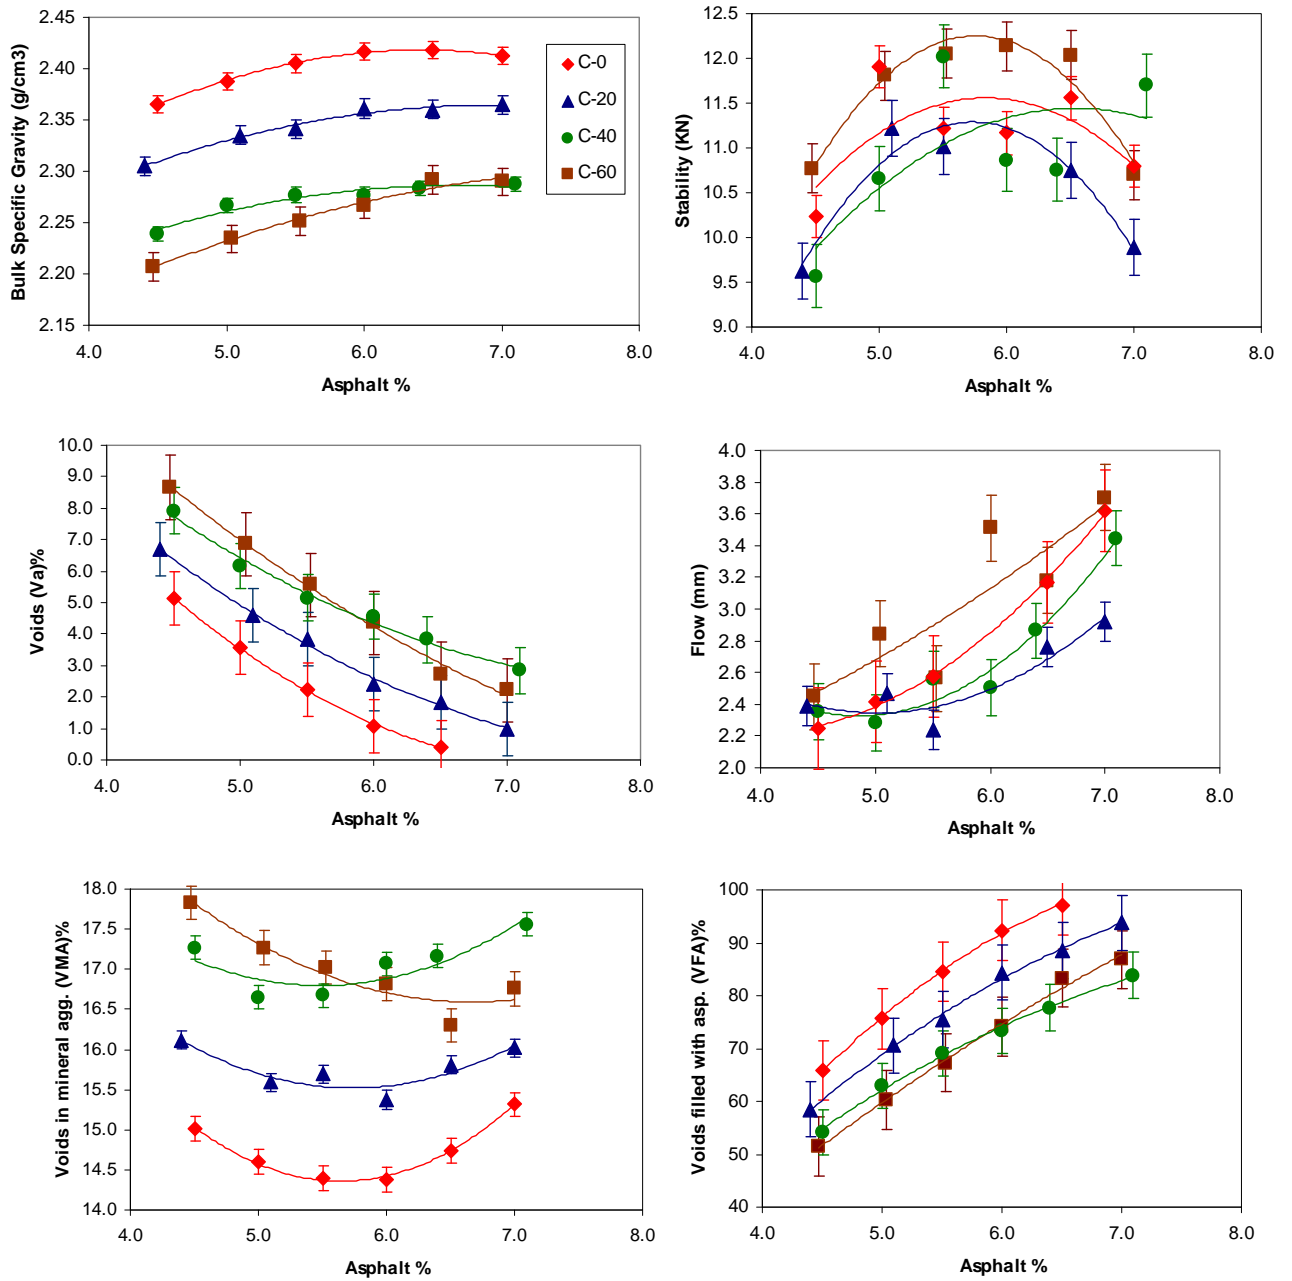 Bulk Specific Gravity (g/cm3)
2.45
2.40
2.35
2.30
2.25
2.20
2.15
4.0 5.0 6.0 7.0 8.0
Asphalt %
C-0
C-20
C-40
C-60
Stability (KN)
12.5
12.0
11.5
11.0
10.5
10.0
9.5
9.0
4.0 5.0 6.0 7.0 8.0
Asphalt %
Voids (Va)%
10.0
9.0
8.0
7.0
6.0
5.0
4.0
3.0
2.0
1.0
0.0
4.0 5.0 6.0 7.0 8.0
Asphalt %
Flow (mm)
4.0
3.8
3.6
3.4
3.2
3.0
2.8
2.6
2.4
2.2
2.0
4.0 5.0 6.0 7.0 8.0
Asphalt %
Voids in mineral agg. (VMA)%
18.0
17.5
17.0
16.5
16.0
15.5
15.0
14.5
14.0
4.0 5.0 6.0 7.0 8.0
Asphalt %
Voids filled with asp. (VFA)%
100
90
80
70
60
50
40
4.0 5.0 6.0 7.0 8.0
Asphalt %